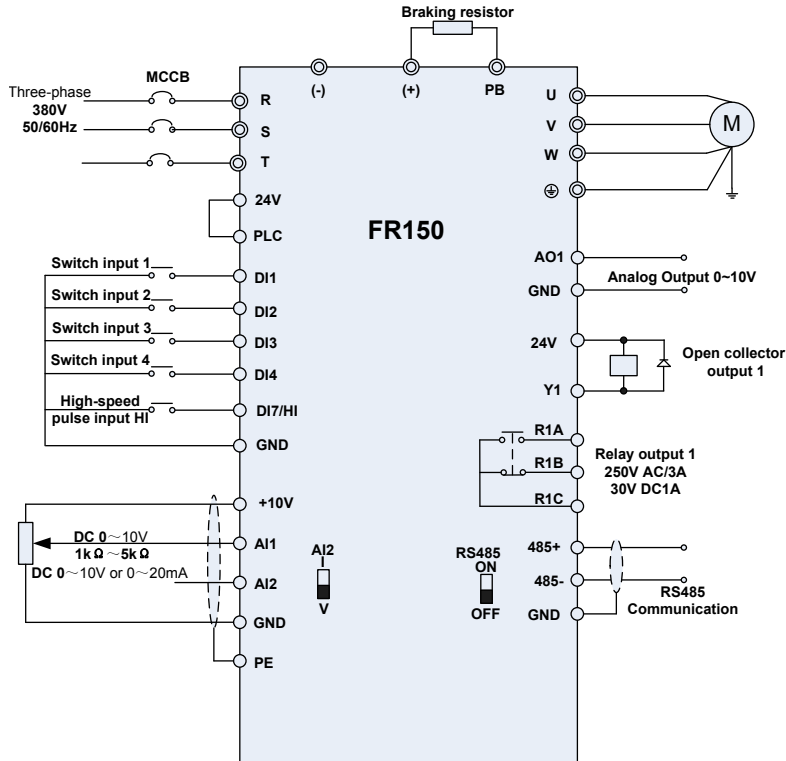 Braking resistor
MCCB
Three-phase
380V
50/60Hz
R
S
T
(-)
(+)
PB
U
V
W
M
24V
PLC
FR150
Switch input 1
DI1
Switch input 2
DI2
Switch input 3
DI3
Switch input 4
DI4
High-speed
pulse input HI
DI7/HI
GND
AO1
Analog Output 0~10V
GND
24V
Open collector
output 1
Y1
R1A
R1B
R1C
Relay output 1
250V AC/3A
30V DC1A
+10V
DC 0～10V
1kΩ～5kΩ
AI1
DC 0～10V or 0～20mA
AI2
GND
PE
AI2
I
V
RS485
ON
OFF
485+
485-
GND
RS485
Communication